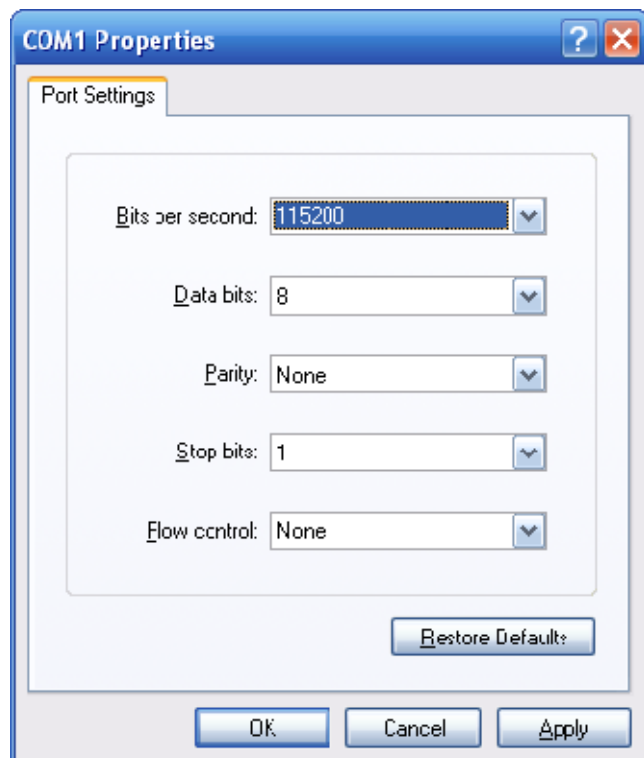 COM1 Properties
Port Settings
Bits per second: 115200
Data bits: 8
Parity: None
Stop bits: 1
Flow control: None
Restore Defaults
OK Cancel Apply